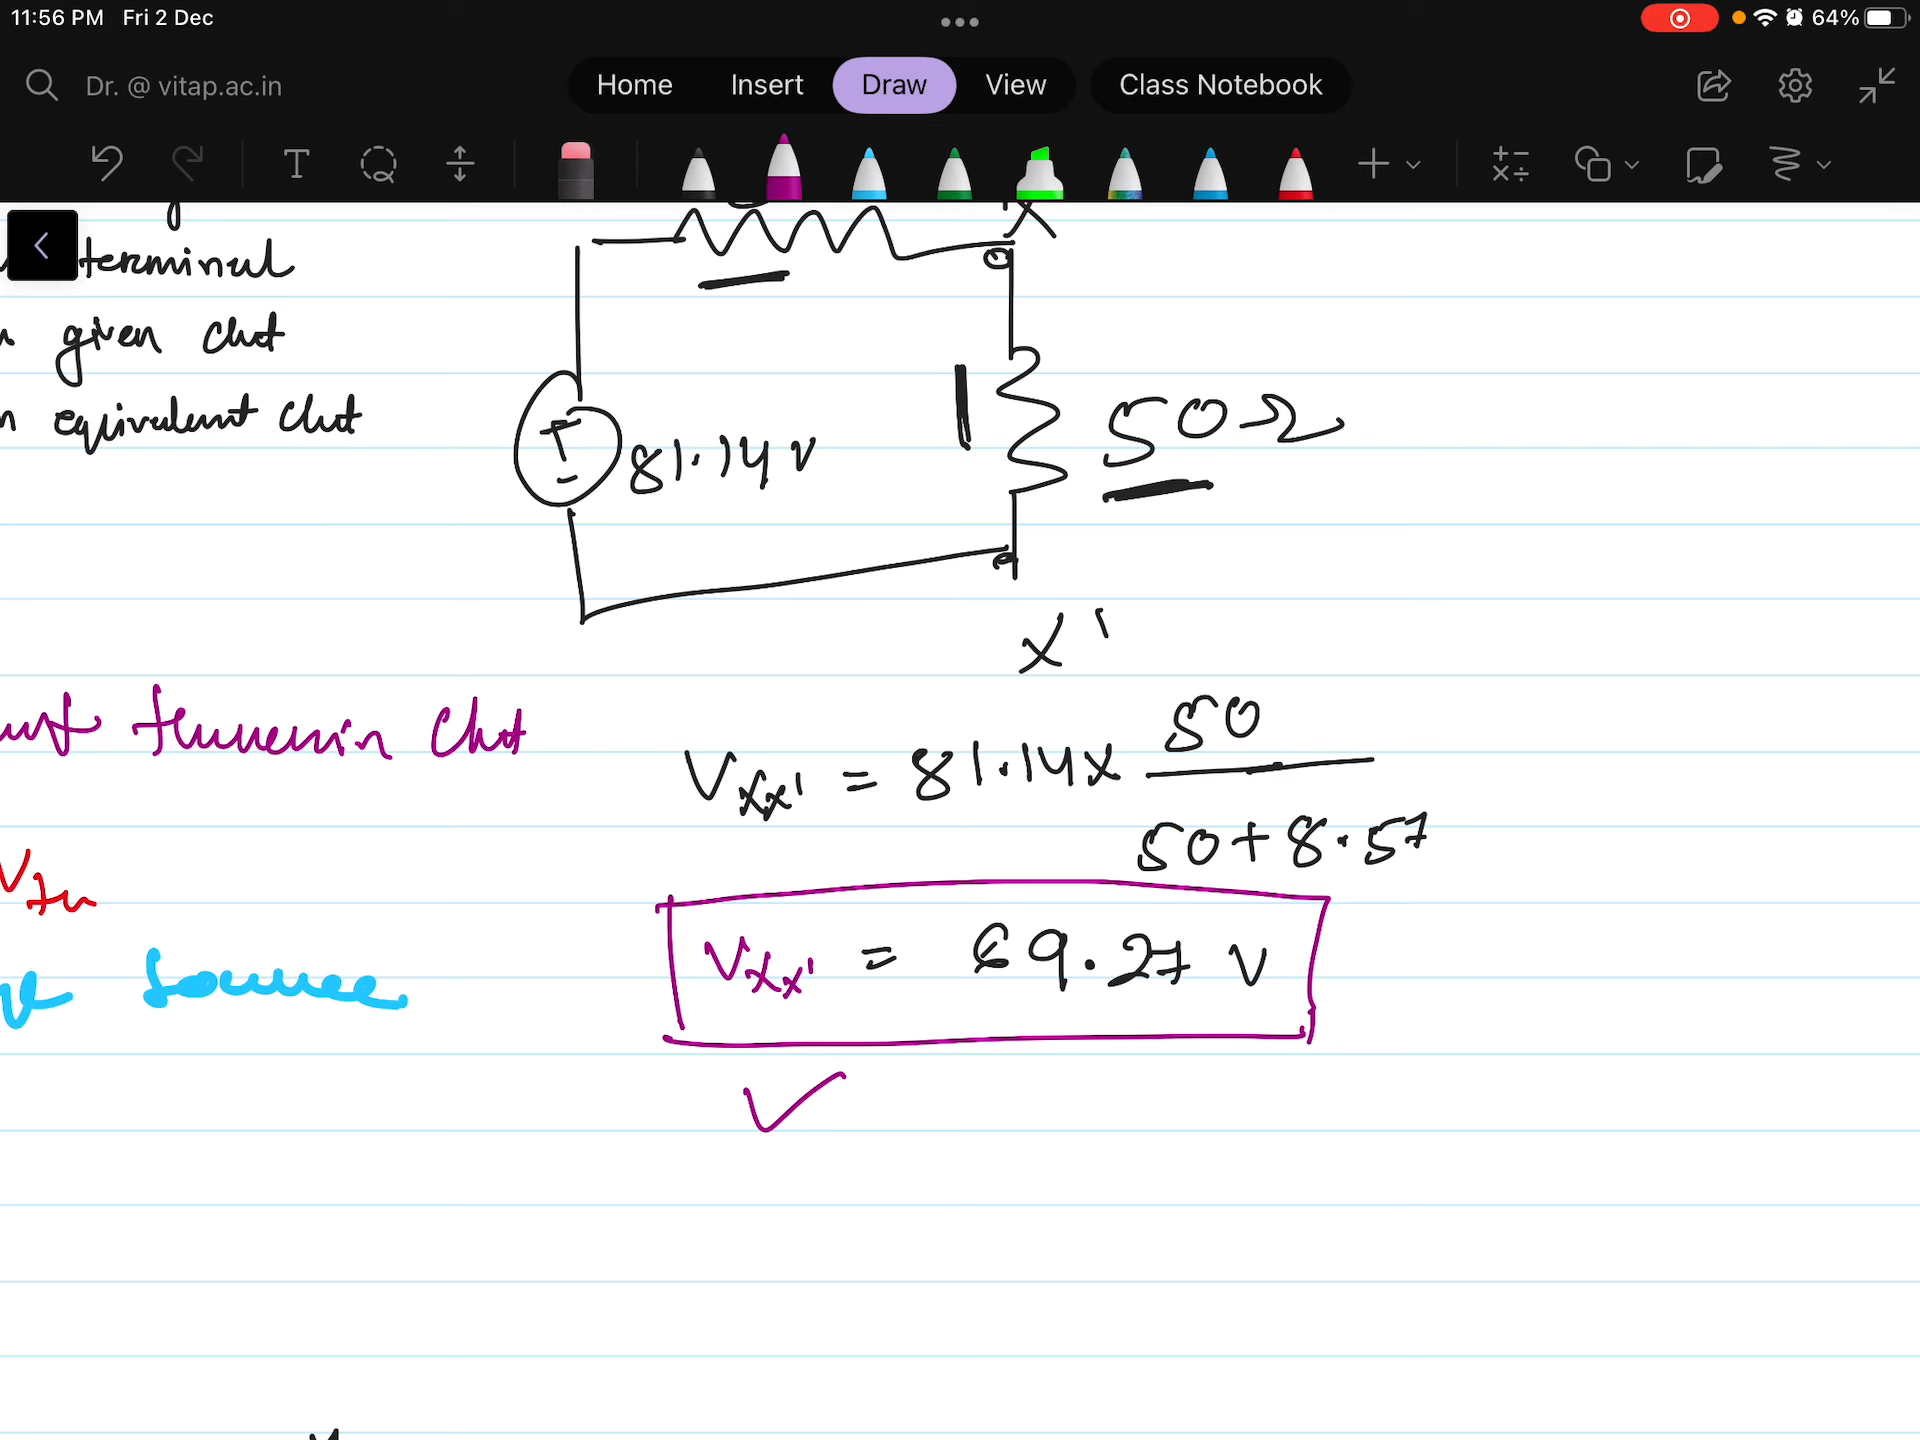 11:56 PM Fri 2 Dec
64%
Dr. @ vitap.ac.in
Home Insert Draw View Class Notebook
T
X
terminal
given ckt
equivalent ckt
81.14 V
50Ω
X'
thevenin ckt
Vxx' = 81.14x 50
50+8.57
Vth
Vxx' = 69.27 V
source